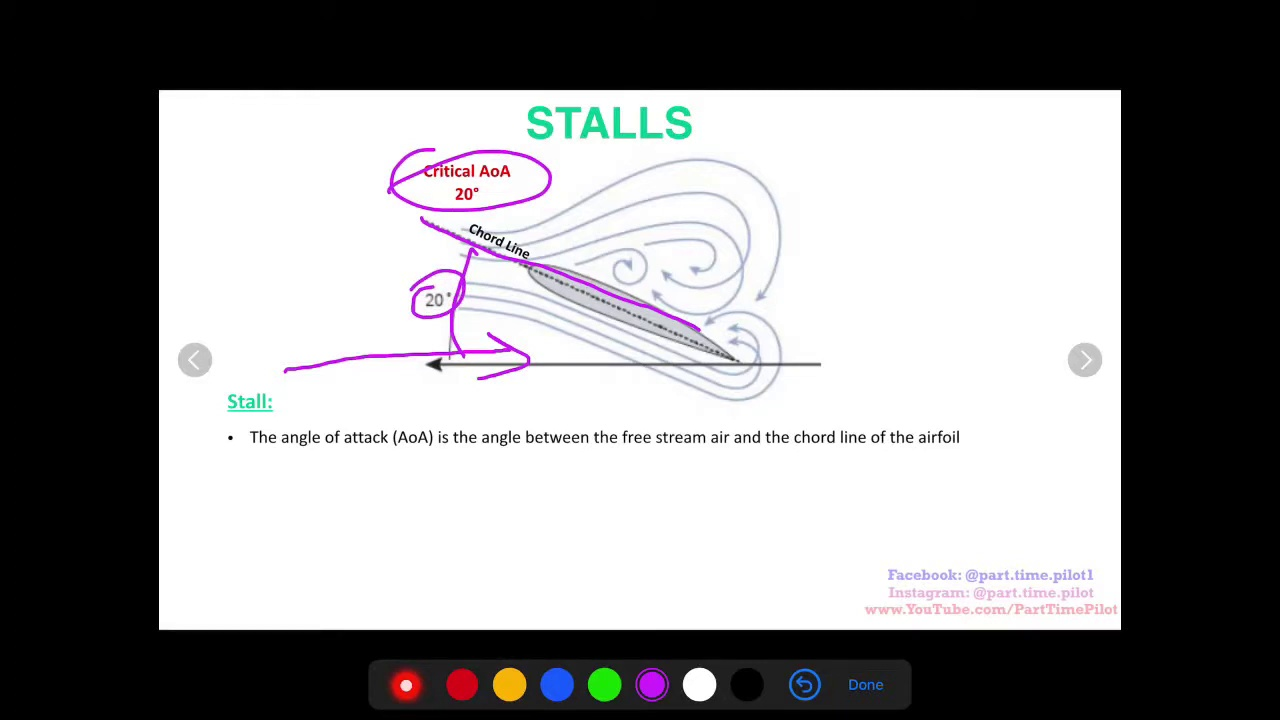 STALLS
Critical AoA
20°
Chord Line
20°
Stall:
• The angle of attack (AoA) is the angle between the free stream air and the chord line of the airfoil
Facebook: @part.time.pilot1
Instagram: @part.time.pilot
www.YouTube.com/PartTimePilot
Done